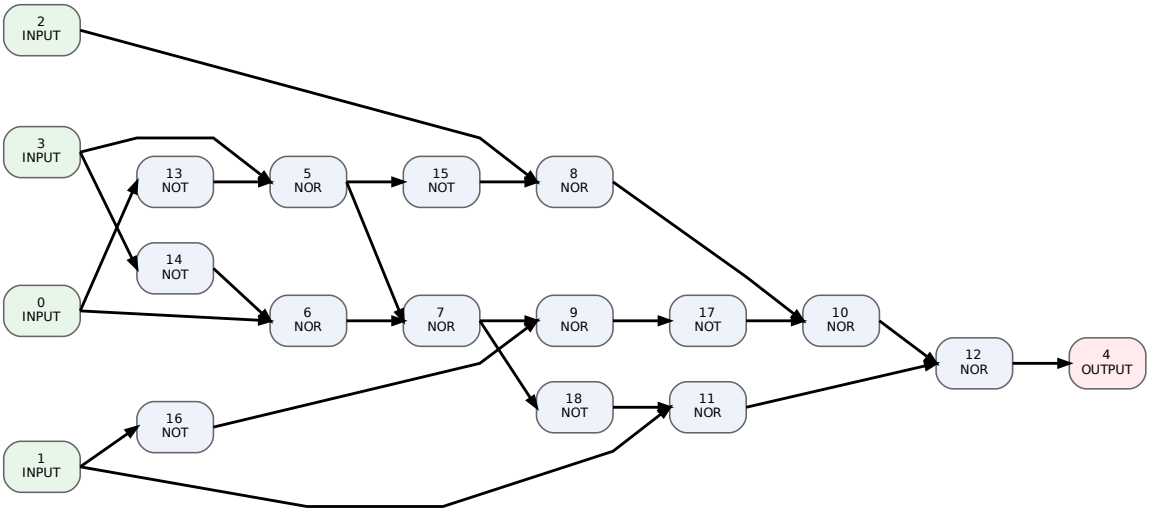 2
INPUT
3
INPUT
13
NOT
5
NOR
15
NOT
8
NOR
14
NOT
0
INPUT
6
NOR
7
NOR
9
NOR
17
NOT
10
NOR
12
NOR
4
OUTPUT
18
NOT
11
NOR
16
NOT
1
INPUT